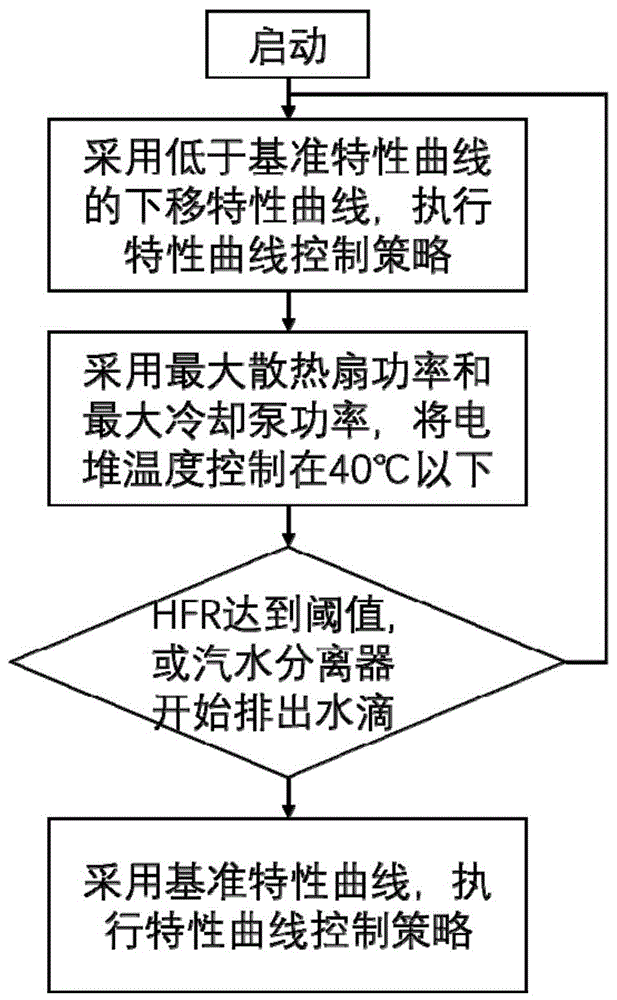 启动
采用低于基准特性曲线
的下移特性曲线，执行
特性曲线控制策略
采用最大散热扇功率和
最大冷却泵功率，将电
堆温度控制在40℃以下
HFR达到阈值，
或汽水分离器
开始排出水滴
采用基准特性曲线，执
行特性曲线控制策略